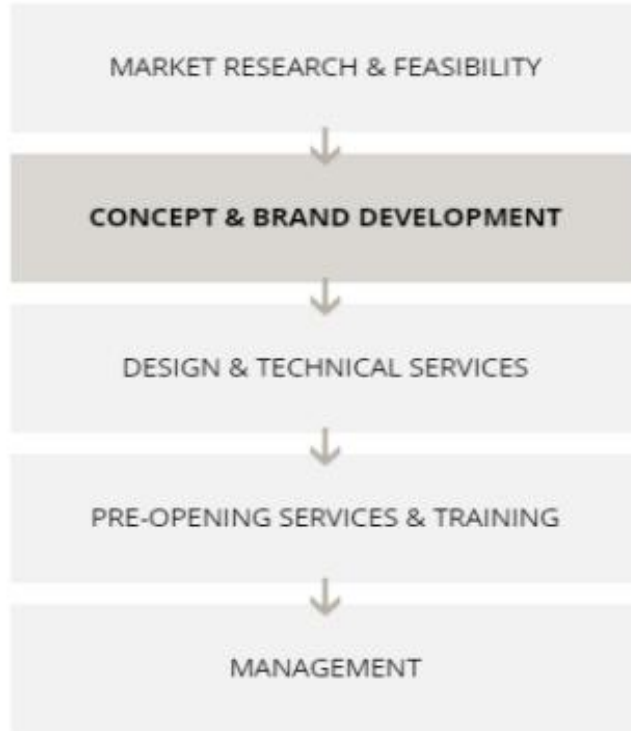 MARKET RESEARCH & FEASIBILITY
CONCEPT & BRAND DEVELOPMENT
DESIGN & TECHNICAL SERVICES
PRE-OPENING SERVICES & TRAINING
MANAGEMENT